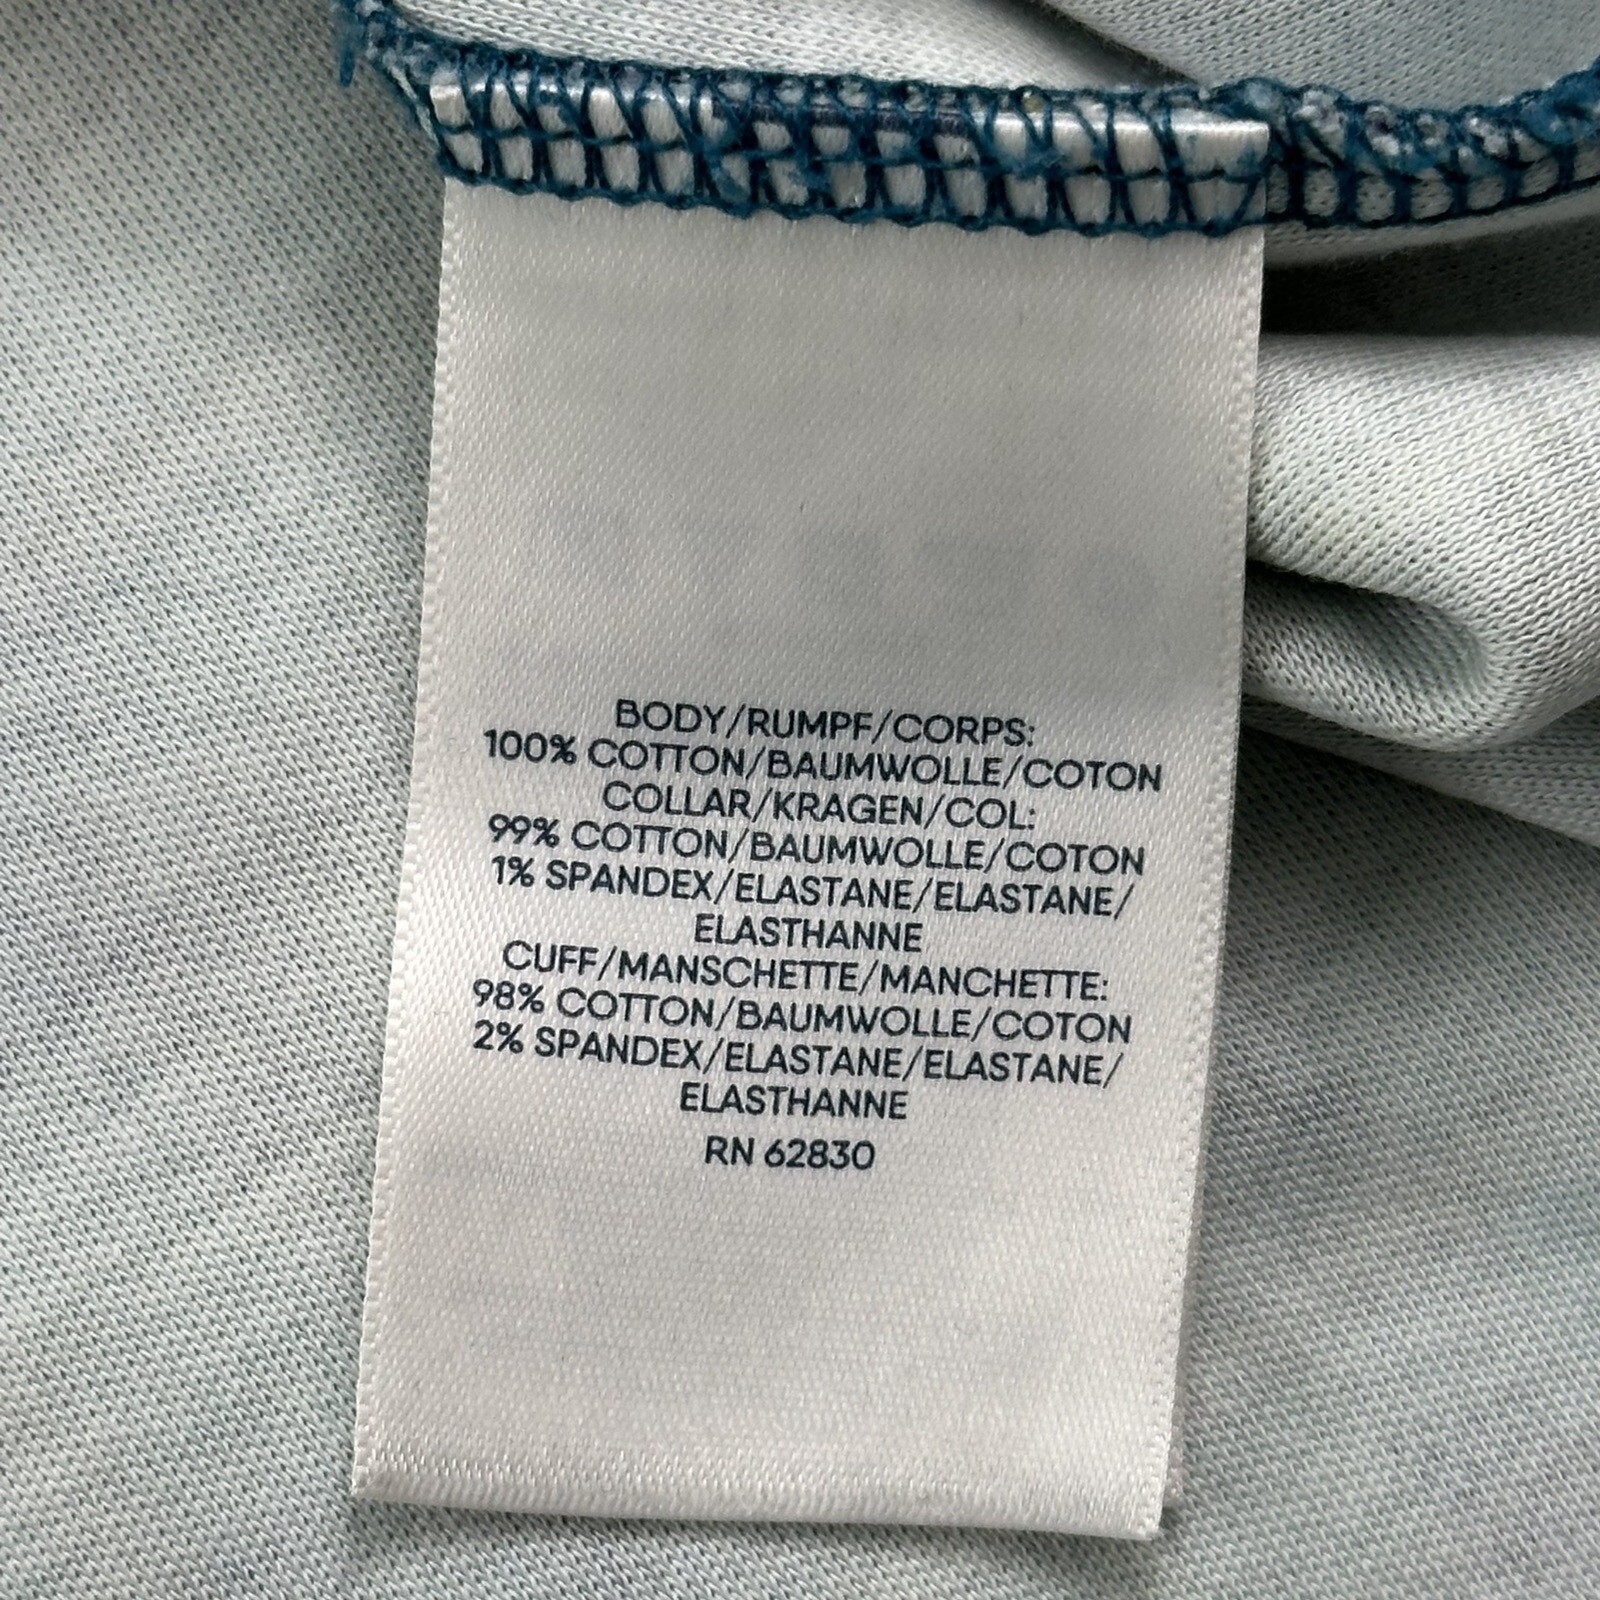 BODY/RUMPF/CORPS:
100% COTTON/BAUMWOLLE/COTON
COLLAR/KRAGEN/COL:
99% COTTON/BAUMWOLLE/COTON
1% SPANDEX/ELASTANE/ELASTANE/
ELASTHANNE
CUFF/MANSCHETTE/MANCHETTE:
98% COTTON/BAUMWOLLE/COTON
2% SPANDEX/ELASTANE/ELASTANE/
ELASTHANNE
RN 62830